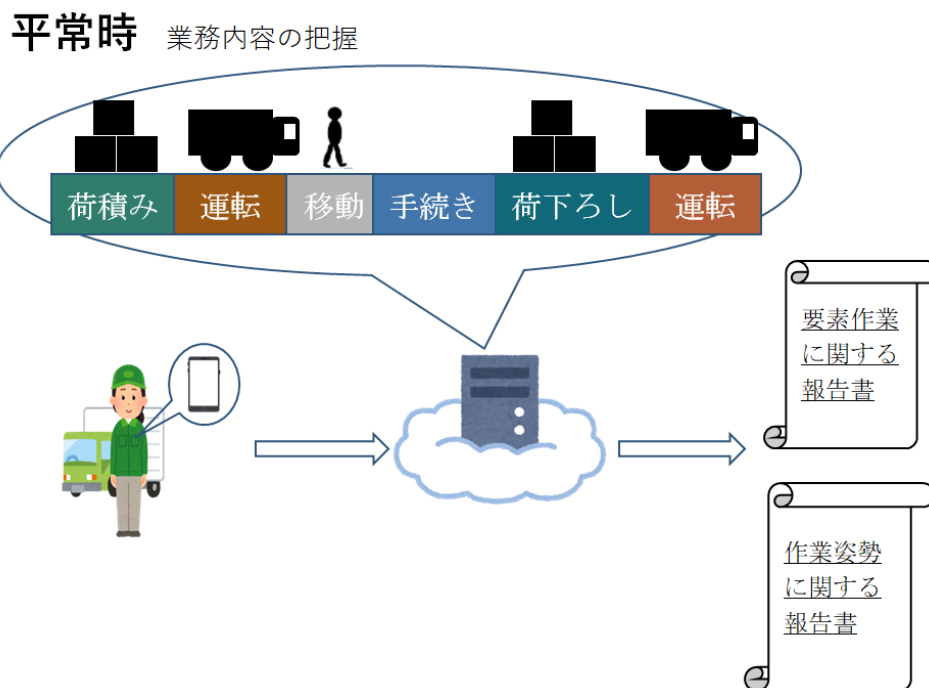 平常時 業務内容の把握
荷積み 運転 移動 手続き 荷下ろし 運転
要素作業
に関する
報告書
作業姿勢
に関する
報告書